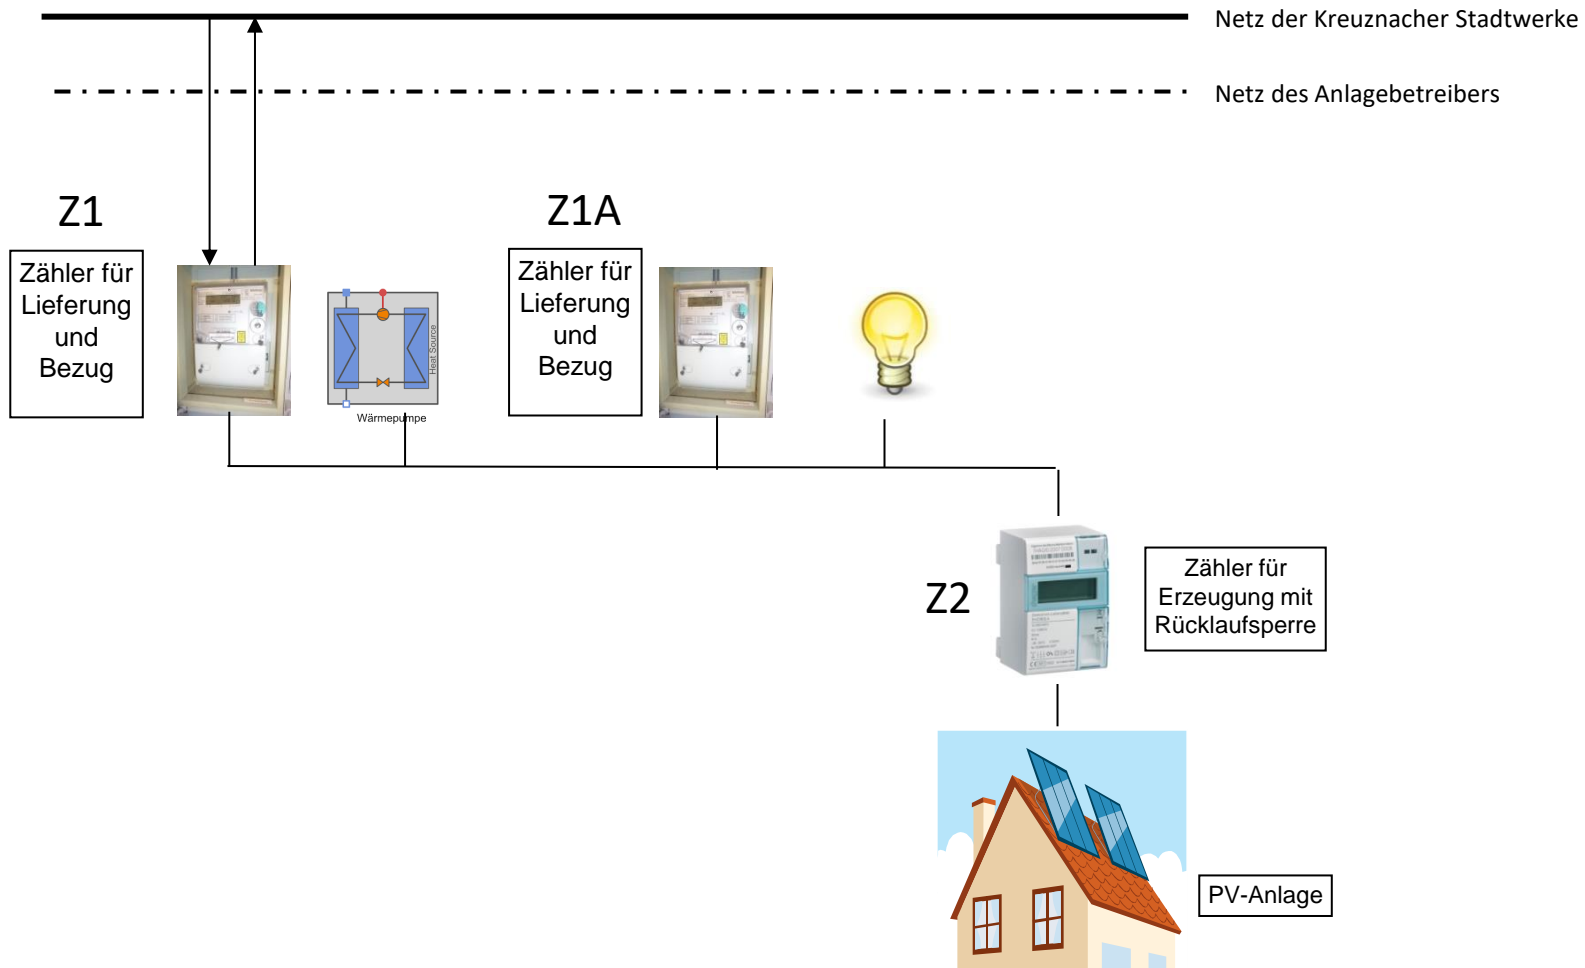 Netz der Kreuznacher Stadtwerke
Netz des Anlagebetreibers
Z1
Zähler für
Lieferung
und
Bezug
Heat Source
Wärmepumpe
Z1A
Zähler für
Lieferung
und
Bezug
Z2
Zähler für
Erzeugung mit
Rücklaufsperre
PV-Anlage